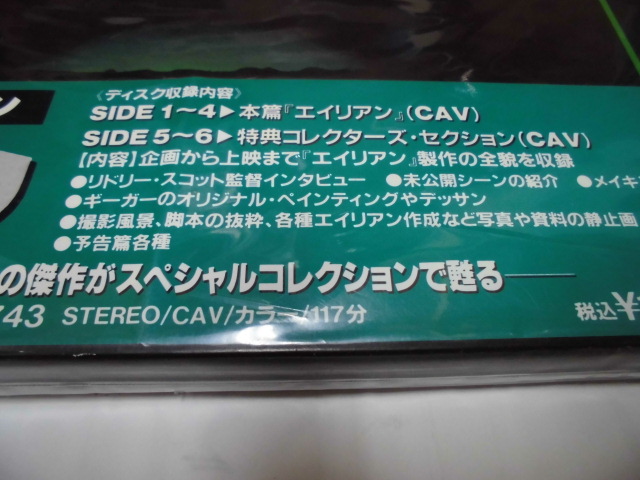 〈ディスク収録内容〉
SIDE 1〜4▶本篇『エイリアン』(CAV)
SIDE 5〜6▶特典コレクターズ・セクション(CAV)
【内容】企画から上映まで『エイリアン』製作の全貌を収録
●リドリー・スコット監督インタビュー ●未公開シーンの紹介 ●メイキ
●ギーガーのオリジナル・ペインティングやデッサン
●撮影風景、脚本の抜粋、各種エイリアン作成など写真や資料の静止画
●予告篇各種
の傑作がスペシャルコレクションで甦る——
743 STEREO/CAV/カラー/117分 税込¥